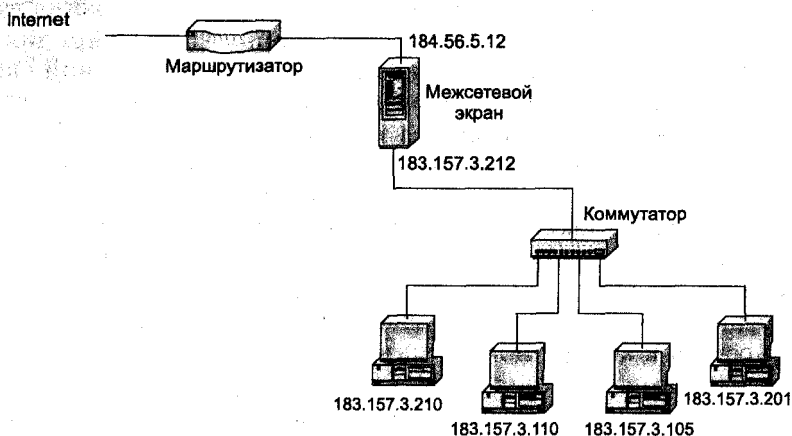 Internet
Маршрутизатор
184.56.5.12
Межсетевой
экран
183.157.3.212
Коммутатор
183.157.3.210
183.157.3.110
183.157.3.105
183.157.3.201